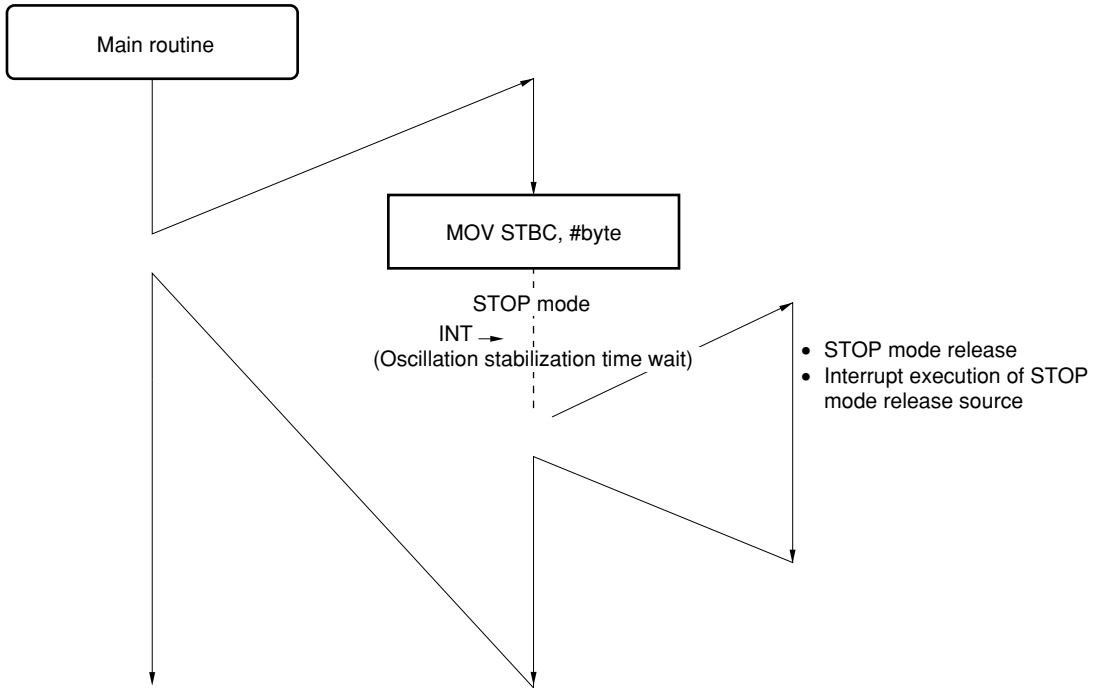 Main routine
MOV STBC, #byte
STOP mode
INT →
(Oscillation stabilization time wait)
• STOP mode release
• Interrupt execution of STOP
mode release source